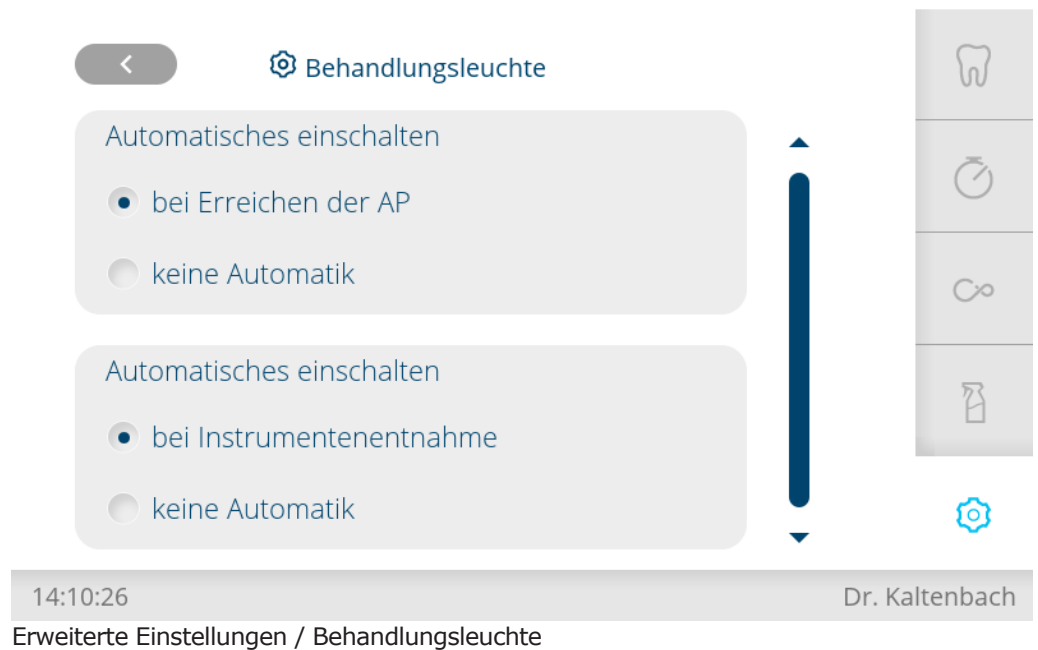 Behandlungsleuchte
Automatisches einschalten
bei Erreichen der AP
keine Automatik
Automatisches einschalten
bei Instrumentenentnahme
keine Automatik
14:10:26
Dr. Kaltenbach
Erweiterte Einstellungen / Behandlungsleuchte